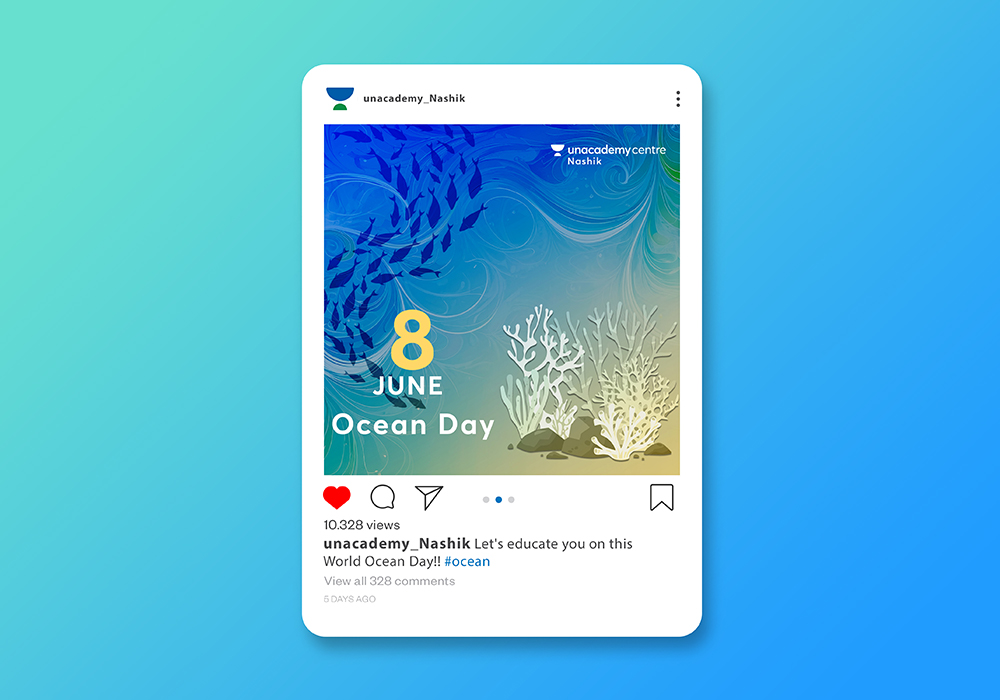 unacademy_Nashik
unacademy centre
Nashik
8
JUNE
Ocean Day
10.328 views
unacademy_Nashik Let's educate you on this
World Ocean Day!! #ocean
View all 328 comments
5 DAYS AGO